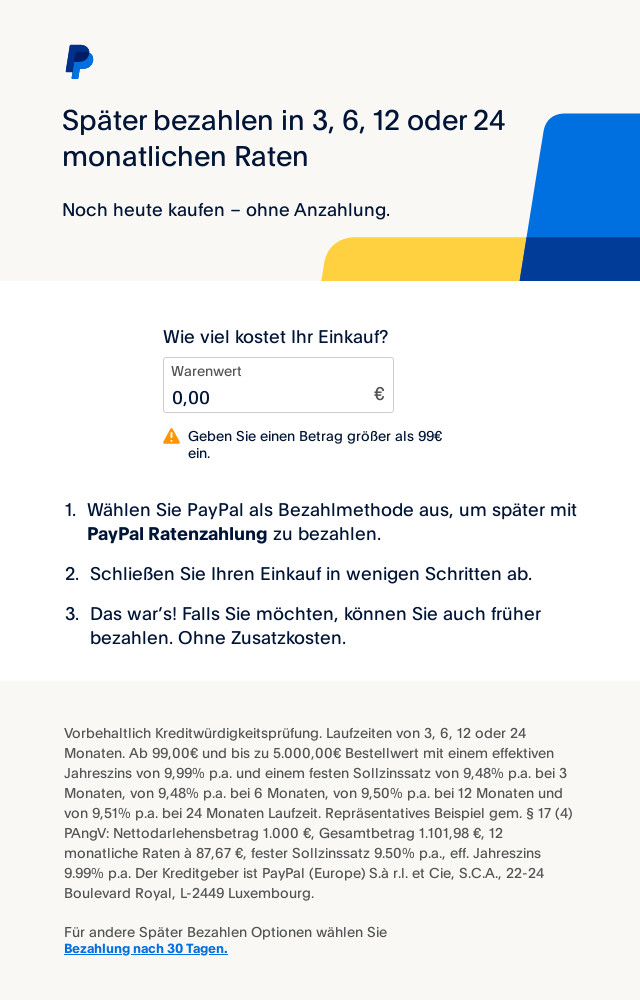 Später bezahlen in 3, 6, 12 oder 24
monatlichen Raten
Noch heute kaufen – ohne Anzahlung.
Wie viel kostet Ihr Einkauf?
Warenwert
0,00 €
Geben Sie einen Betrag größer als 99€
ein.
1. Wählen Sie PayPal als Bezahlmethode aus, um später mit
PayPal Ratenzahlung zu bezahlen.
2. Schließen Sie Ihren Einkauf in wenigen Schritten ab.
3. Das war’s! Falls Sie möchten, können Sie auch früher
bezahlen. Ohne Zusatzkosten.
Vorbehaltlich Kreditwürdigkeitsprüfung. Laufzeiten von 3, 6, 12 oder 24
Monaten. Ab 99,00€ und bis zu 5.000,00€ Bestellwert mit einem effektiven
Jahreszins von 9,99% p.a. und einem festen Sollzinssatz von 9,48% p.a. bei 3
Monaten, von 9,48% p.a. bei 6 Monaten, von 9,50% p.a. bei 12 Monaten und
von 9,51% p.a. bei 24 Monaten Laufzeit. Repräsentatives Beispiel gem. § 17 (4)
PAngV: Nettodarlehensbetrag 1.000 €, Gesamtbetrag 1.101,98 €, 12
monatliche Raten à 87,67 €, fester Sollzinssatz 9.50% p.a., eff. Jahreszins
9.99% p.a. Der Kreditgeber ist PayPal (Europe) S.à r.l. et Cie, S.C.A., 22-24
Boulevard Royal, L-2449 Luxembourg.
Für andere Später Bezahlen Optionen wählen Sie
Bezahlung nach 30 Tagen.